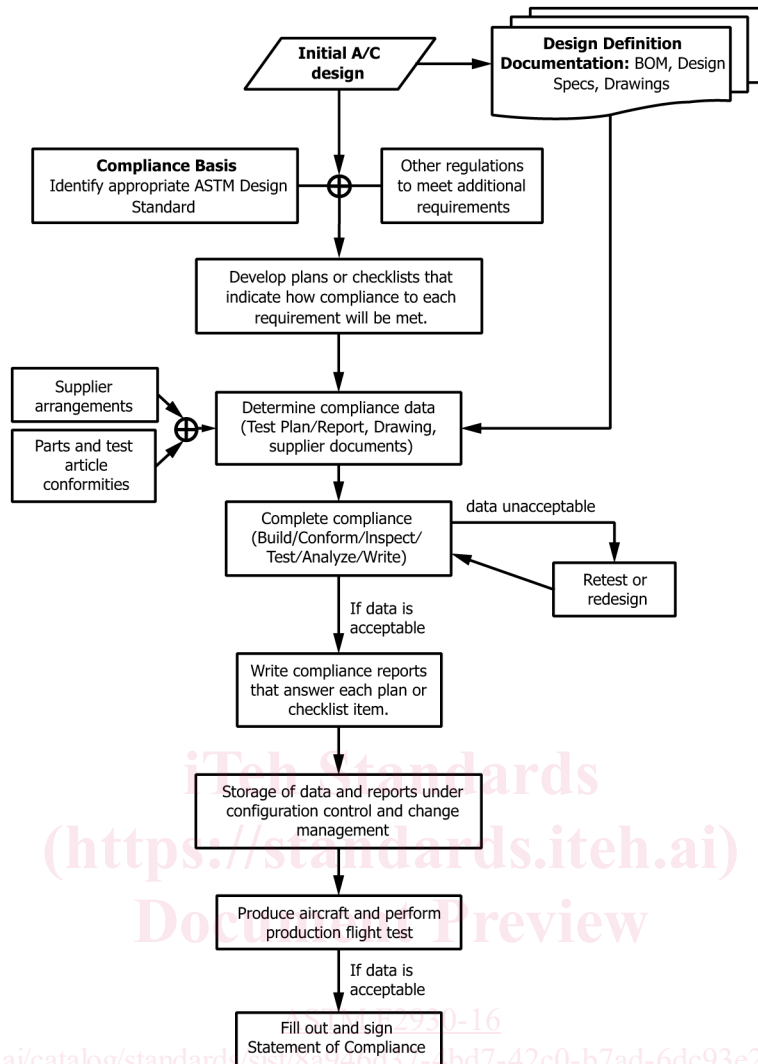 Initial A/C
design
Design Definition
Documentation: BOM, Design
Specs, Drawings
Compliance Basis
Identify appropriate ASTM Design
Standard
Other regulations
to meet additional
requirements
Develop plans or checklists that
indicate how compliance to each
requirement will be met.
Supplier
arrangements
Parts and test
article
conformities
Determine compliance data
(Test Plan/Report, Drawing,
supplier documents)
Complete compliance
(Build/Conform/Inspect/
Test/Analyze/Write)
data unacceptable
Retest or
redesign
If data is
acceptable
Write compliance reports
that answer each plan or
checklist item.
iTeh Standards
Storage of data and reports under
configuration control and change
management
(https://standards.iteh.ai)
Produce aircraft and perform
production flight test
Document Preview
If data is
acceptable
ASTM F2930-16
Fill out and sign
Statement of Compliance